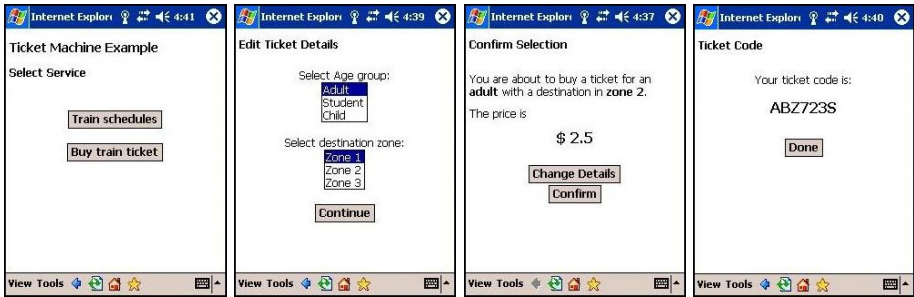 Internet Explor 4:41
Ticket Machine Example
Select Service
Train schedules
Buy train ticket
View Tools
Internet Explor 4:39
Edit Ticket Details
Select Age group:
Adult
Student
Child
Select destination zone:
Zone 1
Zone 2
Zone 3
Continue
View Tools
Internet Explor 4:37
Confirm Selection
You are about to buy a ticket for an
adult with a destination in zone 2.
The price is
$ 2.5
Change Details
Confirm
View Tools
Internet Explor 4:40
Ticket Code
Your ticket code is:
ABZ723S
Done
View Tools